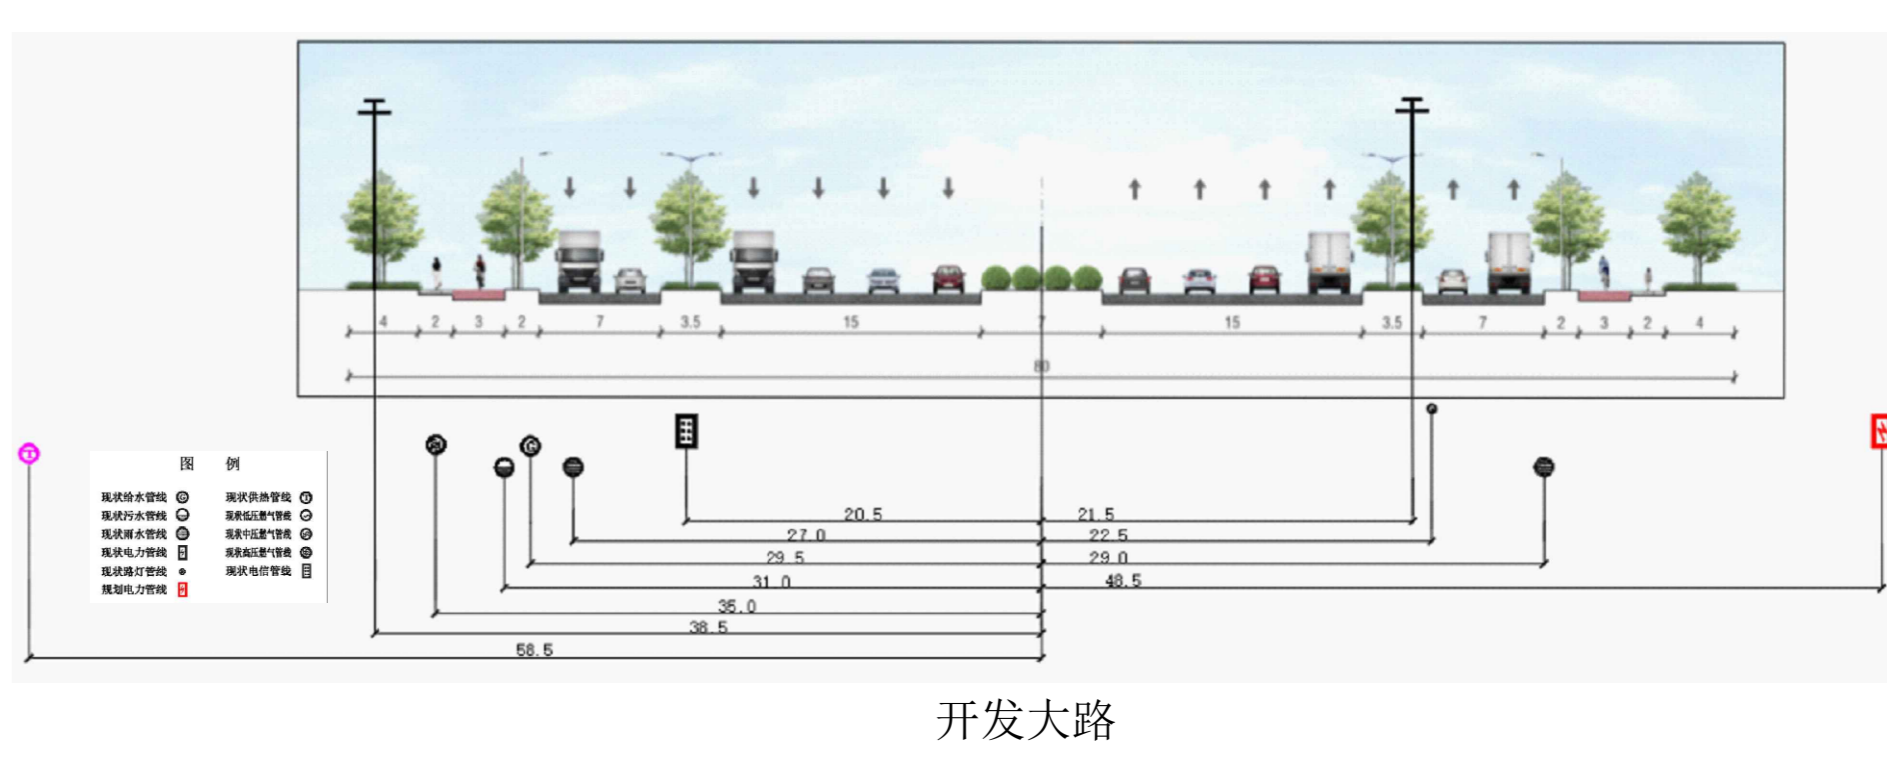 4 2 3 2 7 3.5 15 7 15 3.5 7 2 3 2 4
80
20.5 21.5
27.0 22.5
29.5 29.0
31.0 48.5
35.0
38.5
58.5
图 例
现状给水管线 现状供热管线
现状污水管线 现状低压燃气管线
现状雨水管线 现状中压燃气管线
现状电力管线 现状高压燃气管线
现状路灯管线 现状电信管线
规划电力管线
开发大路